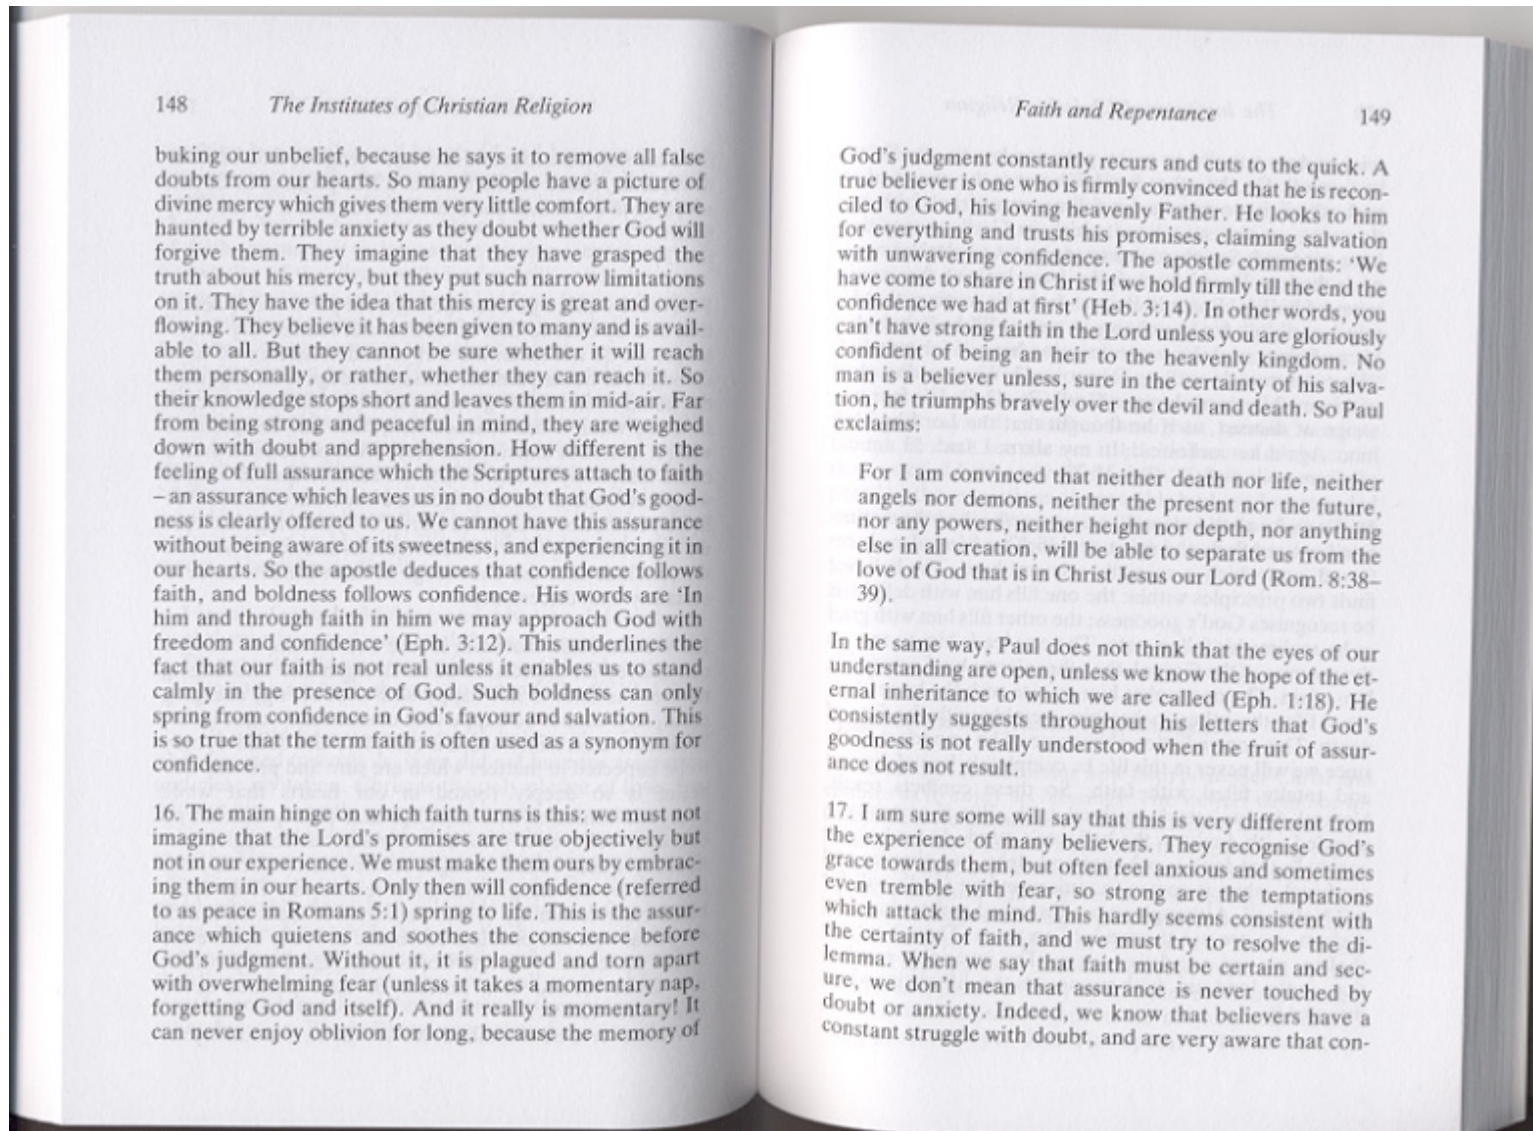 148 The Institutes of Christian Religion
buking our unbelief, because he says it to remove all false
doubts from our hearts. So many people have a picture of
divine mercy which gives them very little comfort. They are
haunted by terrible anxiety as they doubt whether God will
forgive them. They imagine that they have grasped the
truth about his mercy, but they put such narrow limitations
on it. They have the idea that this mercy is great and over-
flowing. They believe it has been given to many and is avail-
able to all. But they cannot be sure whether it will reach
them personally, or rather, whether they can reach it. So
their knowledge stops short and leaves them in mid-air. Far
from being strong and peaceful in mind, they are weighed
down with doubt and apprehension. How different is the
feeling of full assurance which the Scriptures attach to faith
– an assurance which leaves us in no doubt that God's good-
ness is clearly offered to us. We cannot have this assurance
without being aware of its sweetness, and experiencing it in
our hearts. So the apostle deduces that confidence follows
faith, and boldness follows confidence. His words are 'In
him and through faith in him we may approach God with
freedom and confidence' (Eph. 3:12). This underlines the
fact that our faith is not real unless it enables us to stand
calmly in the presence of God. Such boldness can only
spring from confidence in God's favour and salvation. This
is so true that the term faith is often used as a synonym for
confidence.
16. The main hinge on which faith turns is this: we must not
imagine that the Lord's promises are true objectively but
not in our experience. We must make them ours by embrac-
ing them in our hearts. Only then will confidence (referred
to as peace in Romans 5:1) spring to life. This is the assur-
ance which quietens and soothes the conscience before
God's judgment. Without it, it is plagued and torn apart
with overwhelming fear (unless it takes a momentary nap,
forgetting God and itself). And it really is momentary! It
can never enjoy oblivion for long, because the memory of
Faith and Repentance 149
God's judgment constantly recurs and cuts to the quick. A
true believer is one who is firmly convinced that he is recon-
ciled to God, his loving heavenly Father. He looks to him
for everything and trusts his promises, claiming salvation
with unwavering confidence. The apostle comments: 'We
have come to share in Christ if we hold firmly till the end the
confidence we had at first' (Heb. 3:14). In other words, you
can't have strong faith in the Lord unless you are gloriously
confident of being an heir to the heavenly kingdom. No
man is a believer unless, sure in the certainty of his salva-
tion, he triumphs bravely over the devil and death. So Paul
exclaims:
For I am convinced that neither death nor life, neither
angels nor demons, neither the present nor the future,
nor any powers, neither height nor depth, nor anything
else in all creation, will be able to separate us from the
love of God that is in Christ Jesus our Lord (Rom. 8:38–
39).
In the same way, Paul does not think that the eyes of our
understanding are open, unless we know the hope of the et-
ernal inheritance to which we are called (Eph. 1:18). He
consistently suggests throughout his letters that God's
goodness is not really understood when the fruit of assur-
ance does not result.
17. I am sure some will say that this is very different from
the experience of many believers. They recognise God's
grace towards them, but often feel anxious and sometimes
even tremble with fear, so strong are the temptations
which attack the mind. This hardly seems consistent with
the certainty of faith, and we must try to resolve the di-
lemma. When we say that faith must be certain and sec-
ure, we don't mean that assurance is never touched by
doubt or anxiety. Indeed, we know that believers have a
constant struggle with doubt, and are very aware that con-